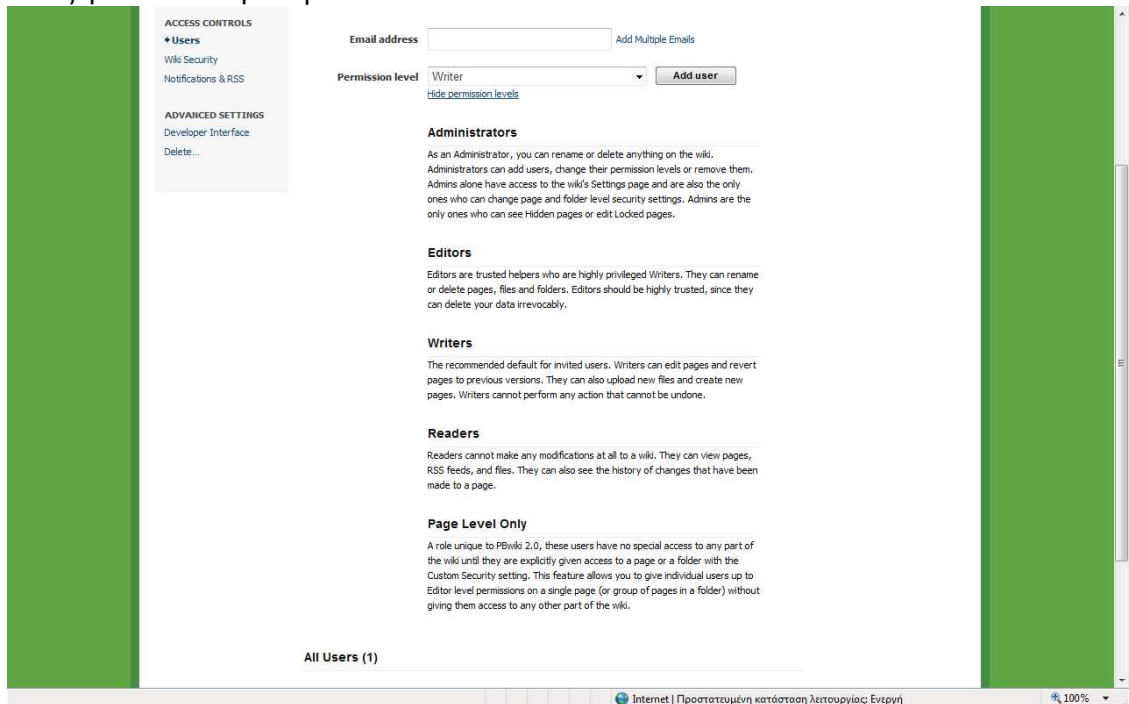 ACCESS CONTROLS
Users
Wiki Security
Notifications & RSS
ADVANCED SETTINGS
Developer Interface
Delete...
Email address Add Multiple Emails
Permission level Writer Add user
Hide permission levels
Administrators
As an Administrator, you can rename or delete anything on the wiki.
Administrators can add users, change their permission levels or remove them.
Admins alone have access to the wiki's Settings page and are also the only
ones who can change page and folder level security settings. Admins are the
only ones who can see Hidden pages or edit Locked pages.
Editors
Editors are trusted helpers who are highly privileged Writers. They can rename
or delete pages, files and folders. Editors should be highly trusted, since they
can delete your data irrevocably.
Writers
The recommended default for invited users. Writers can edit pages and revert
pages to previous versions. They can also upload new files and create new
pages. Writers cannot perform any action that cannot be undone.
Readers
Readers cannot make any modifications at all to a wiki. They can view pages,
RSS feeds, and files. They can also see the history of changes that have been
made to a page.
Page Level Only
A role unique to PBwiki 2.0, these users have no special access to any part of
the wiki until they are explicitly given access to a page or a folder with the
Custom Security setting. This feature allows you to give individual users up to
Editor level permissions on a single page (or group of pages in a folder) without
giving them access to any other part of the wiki.
All Users (1)
Internet | Προστατευμένη κατάσταση λειτουργίας: Ενεργή 100%